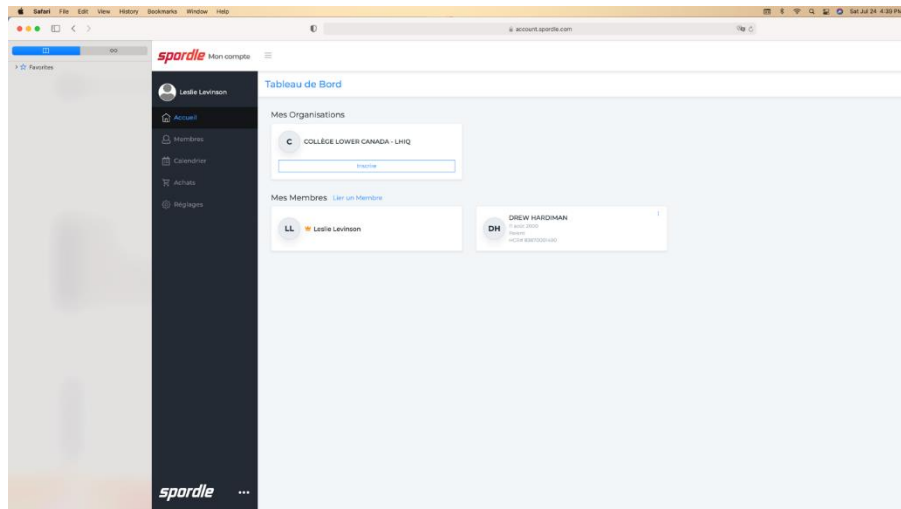 Safari File Edit View History Bookmarks Window Help
Sat Jul 24 4:30 PM
account.spordle.com
Favorites
spordle Mon compte
Leslie Levinson
Tableau de Bord
Accueil
Membres
Calendrier
Achats
Réglages
Mes Organisations
C COLLÈGE LOWER CANADA - LHIQ
Inscrire
Mes Membres Lier un Membre
LL Leslie Levinson
DH DREW HARDIMAN
Parent
spordle ...